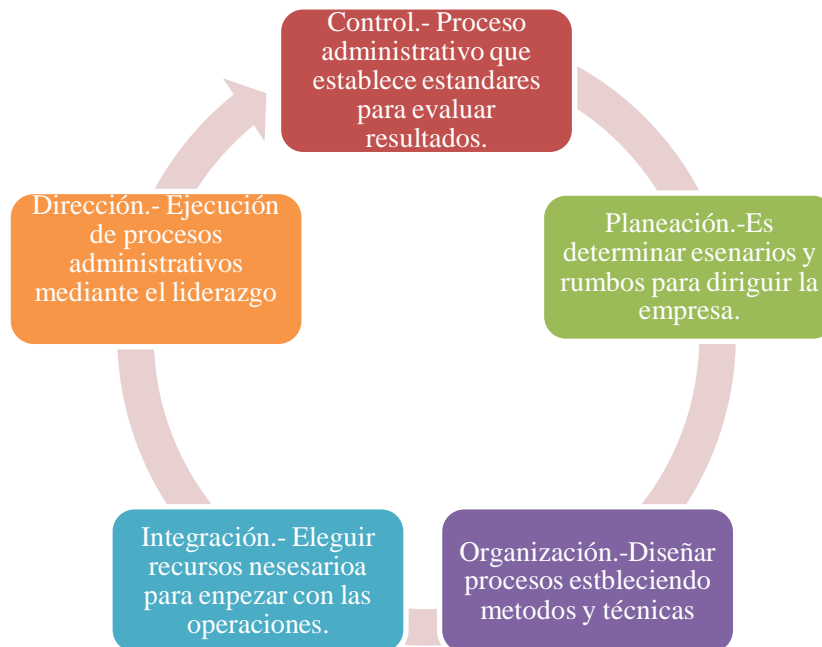 Control.- Proceso
administrativo que
establece estandares
para evaluar
resultados.
Planeación.-Es
determinar esenarios y
rumbos para diriguir la
empresa.
Organización.-Diseñar
procesos estbleciendo
metodos y técnicas
Integración.- Eleguir
recursos nesesarioa
para enpezar con las
operaciones.
Dirección.- Ejecución
de procesos
administrativos
mediante el liderazgo